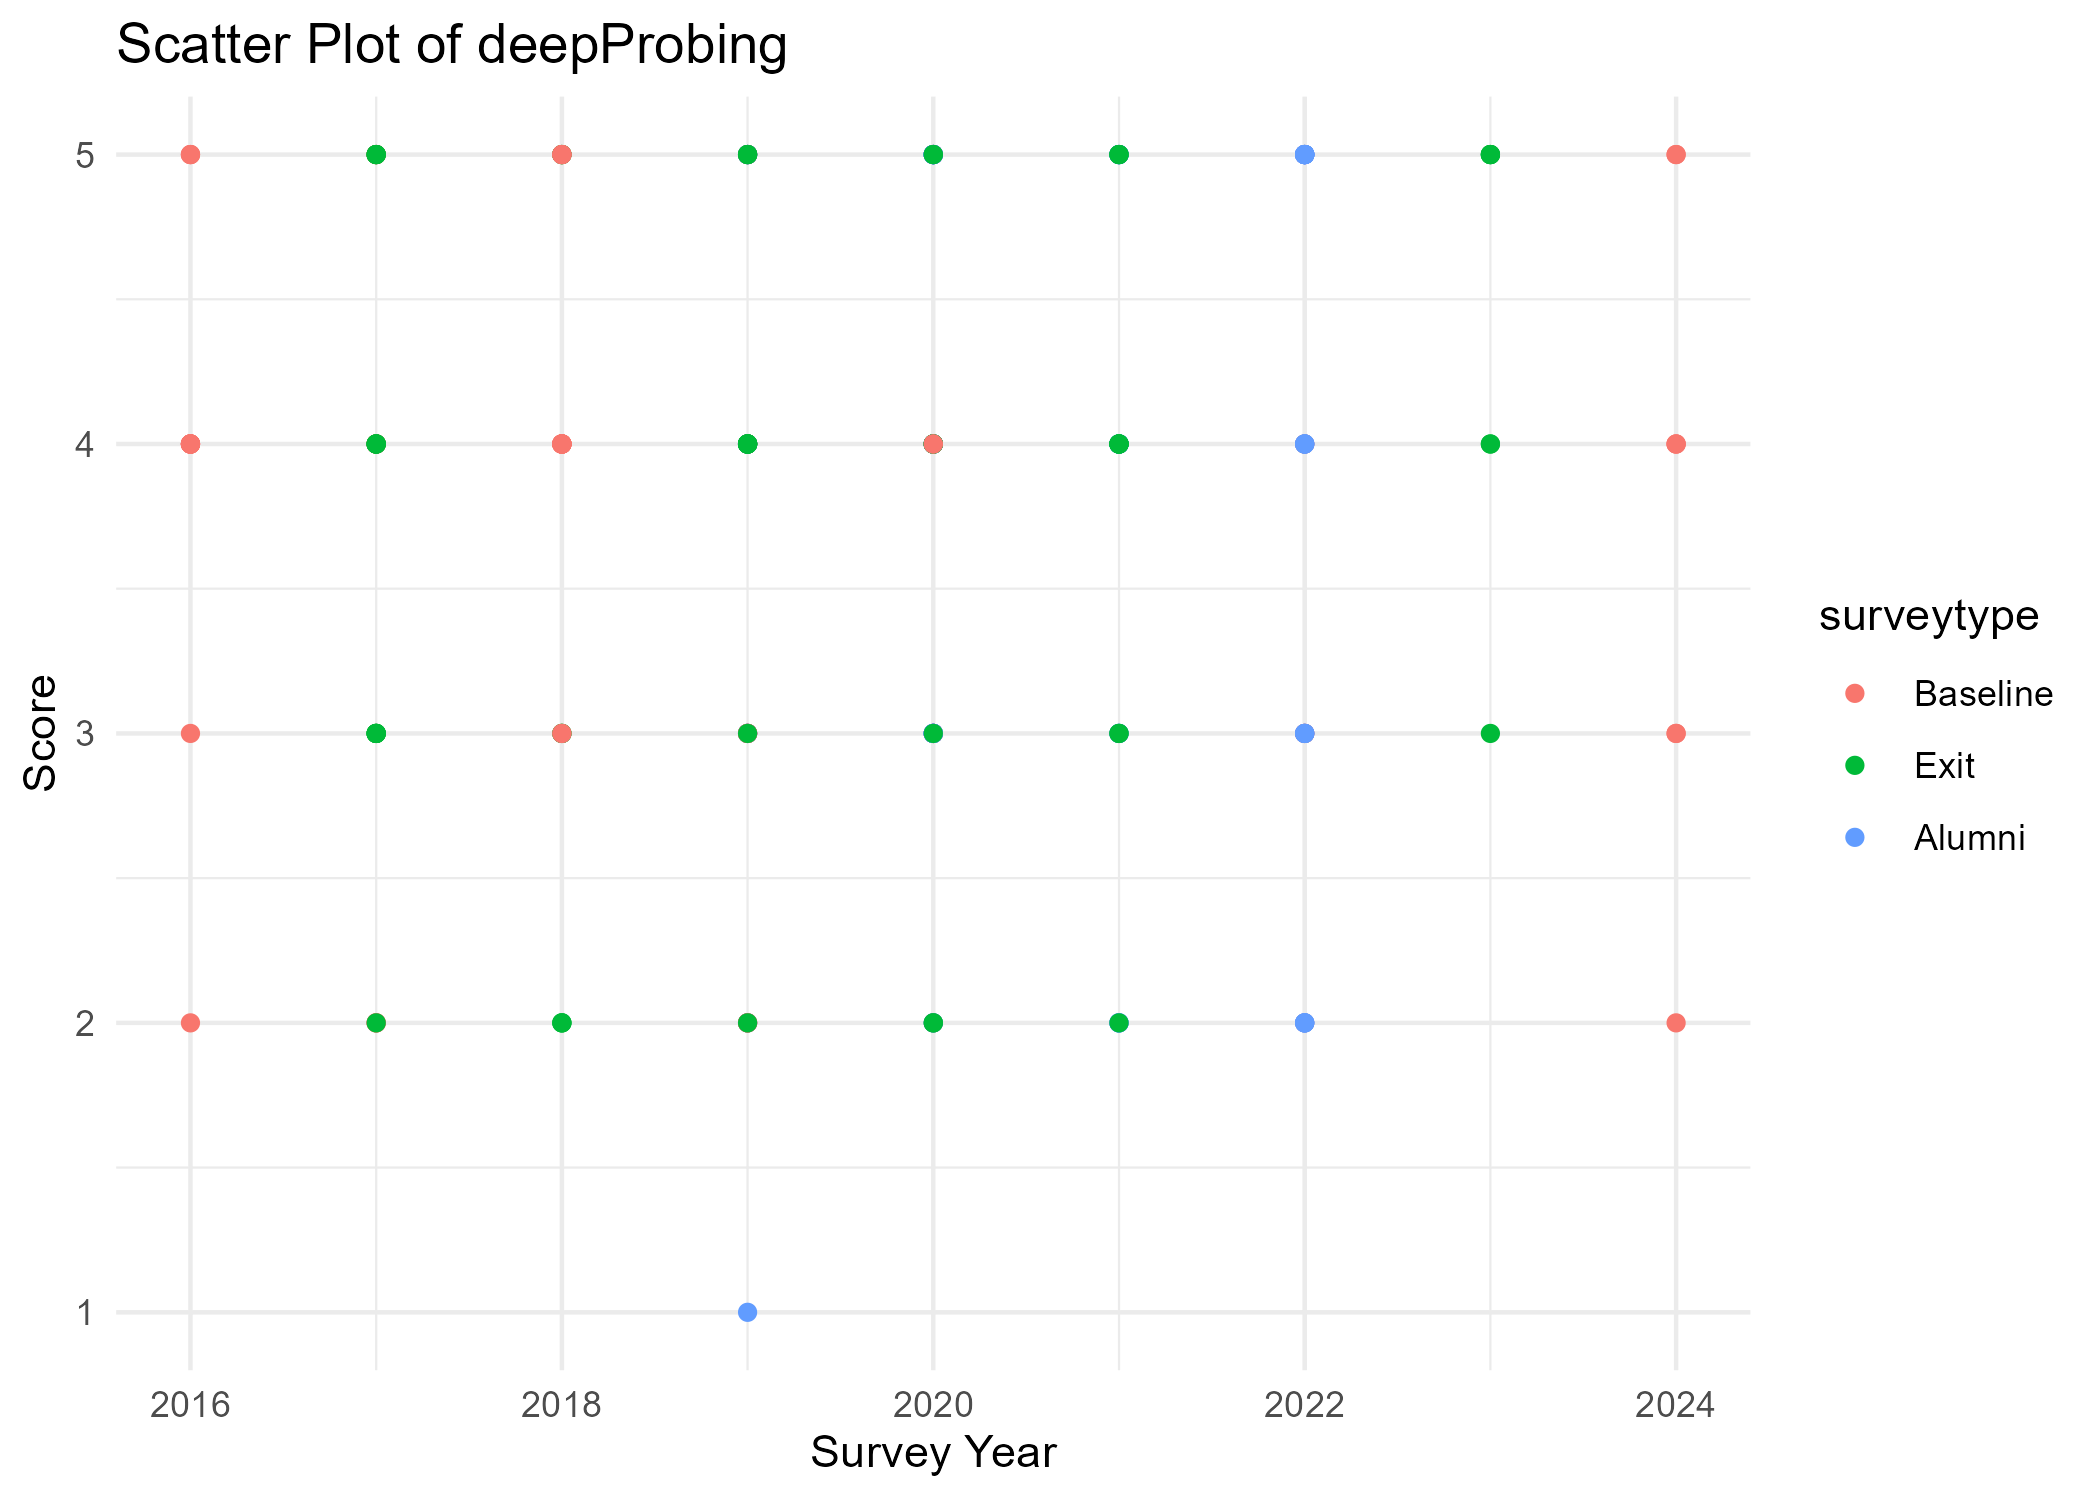 Scatter Plot of deepProbing
5
4
3
2
1
Score
2016 2018 2020 2022 2024
Survey Year
surveytype
Baseline
Exit
Alumni